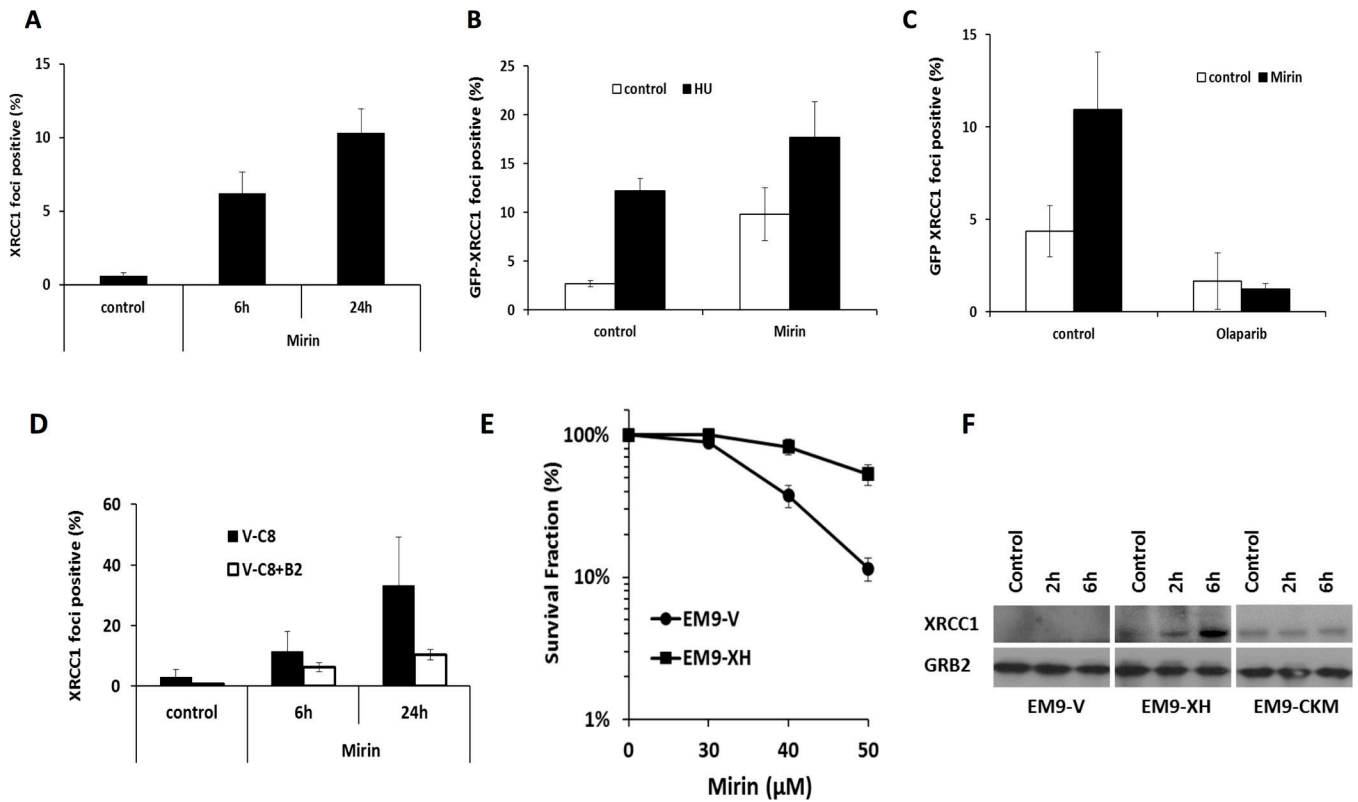 A
XRCC1 foci positive (%)
15
10
5
0
control
6h
24h
Mirin
B
GFP-XRCC1 foci positive (%)
25
20
15
10
5
0
control
HU
control
Mirin
C
GFP XRCC1 foci positive (%)
15
10
5
0
control
Mirin
control
Olaparib
D
XRCC1 foci positive (%)
60
40
20
0
V-C8
V-C8+B2
control
6h
24h
Mirin
E
Survival Fraction (%)
100%
10%
1%
EM9-V
EM9-XH
0
30
40
50
Mirin (µM)
F
Control
2h
6h
Control
2h
6h
Control
2h
6h
XRCC1
GRB2
EM9-V
EM9-XH
EM9-CKM